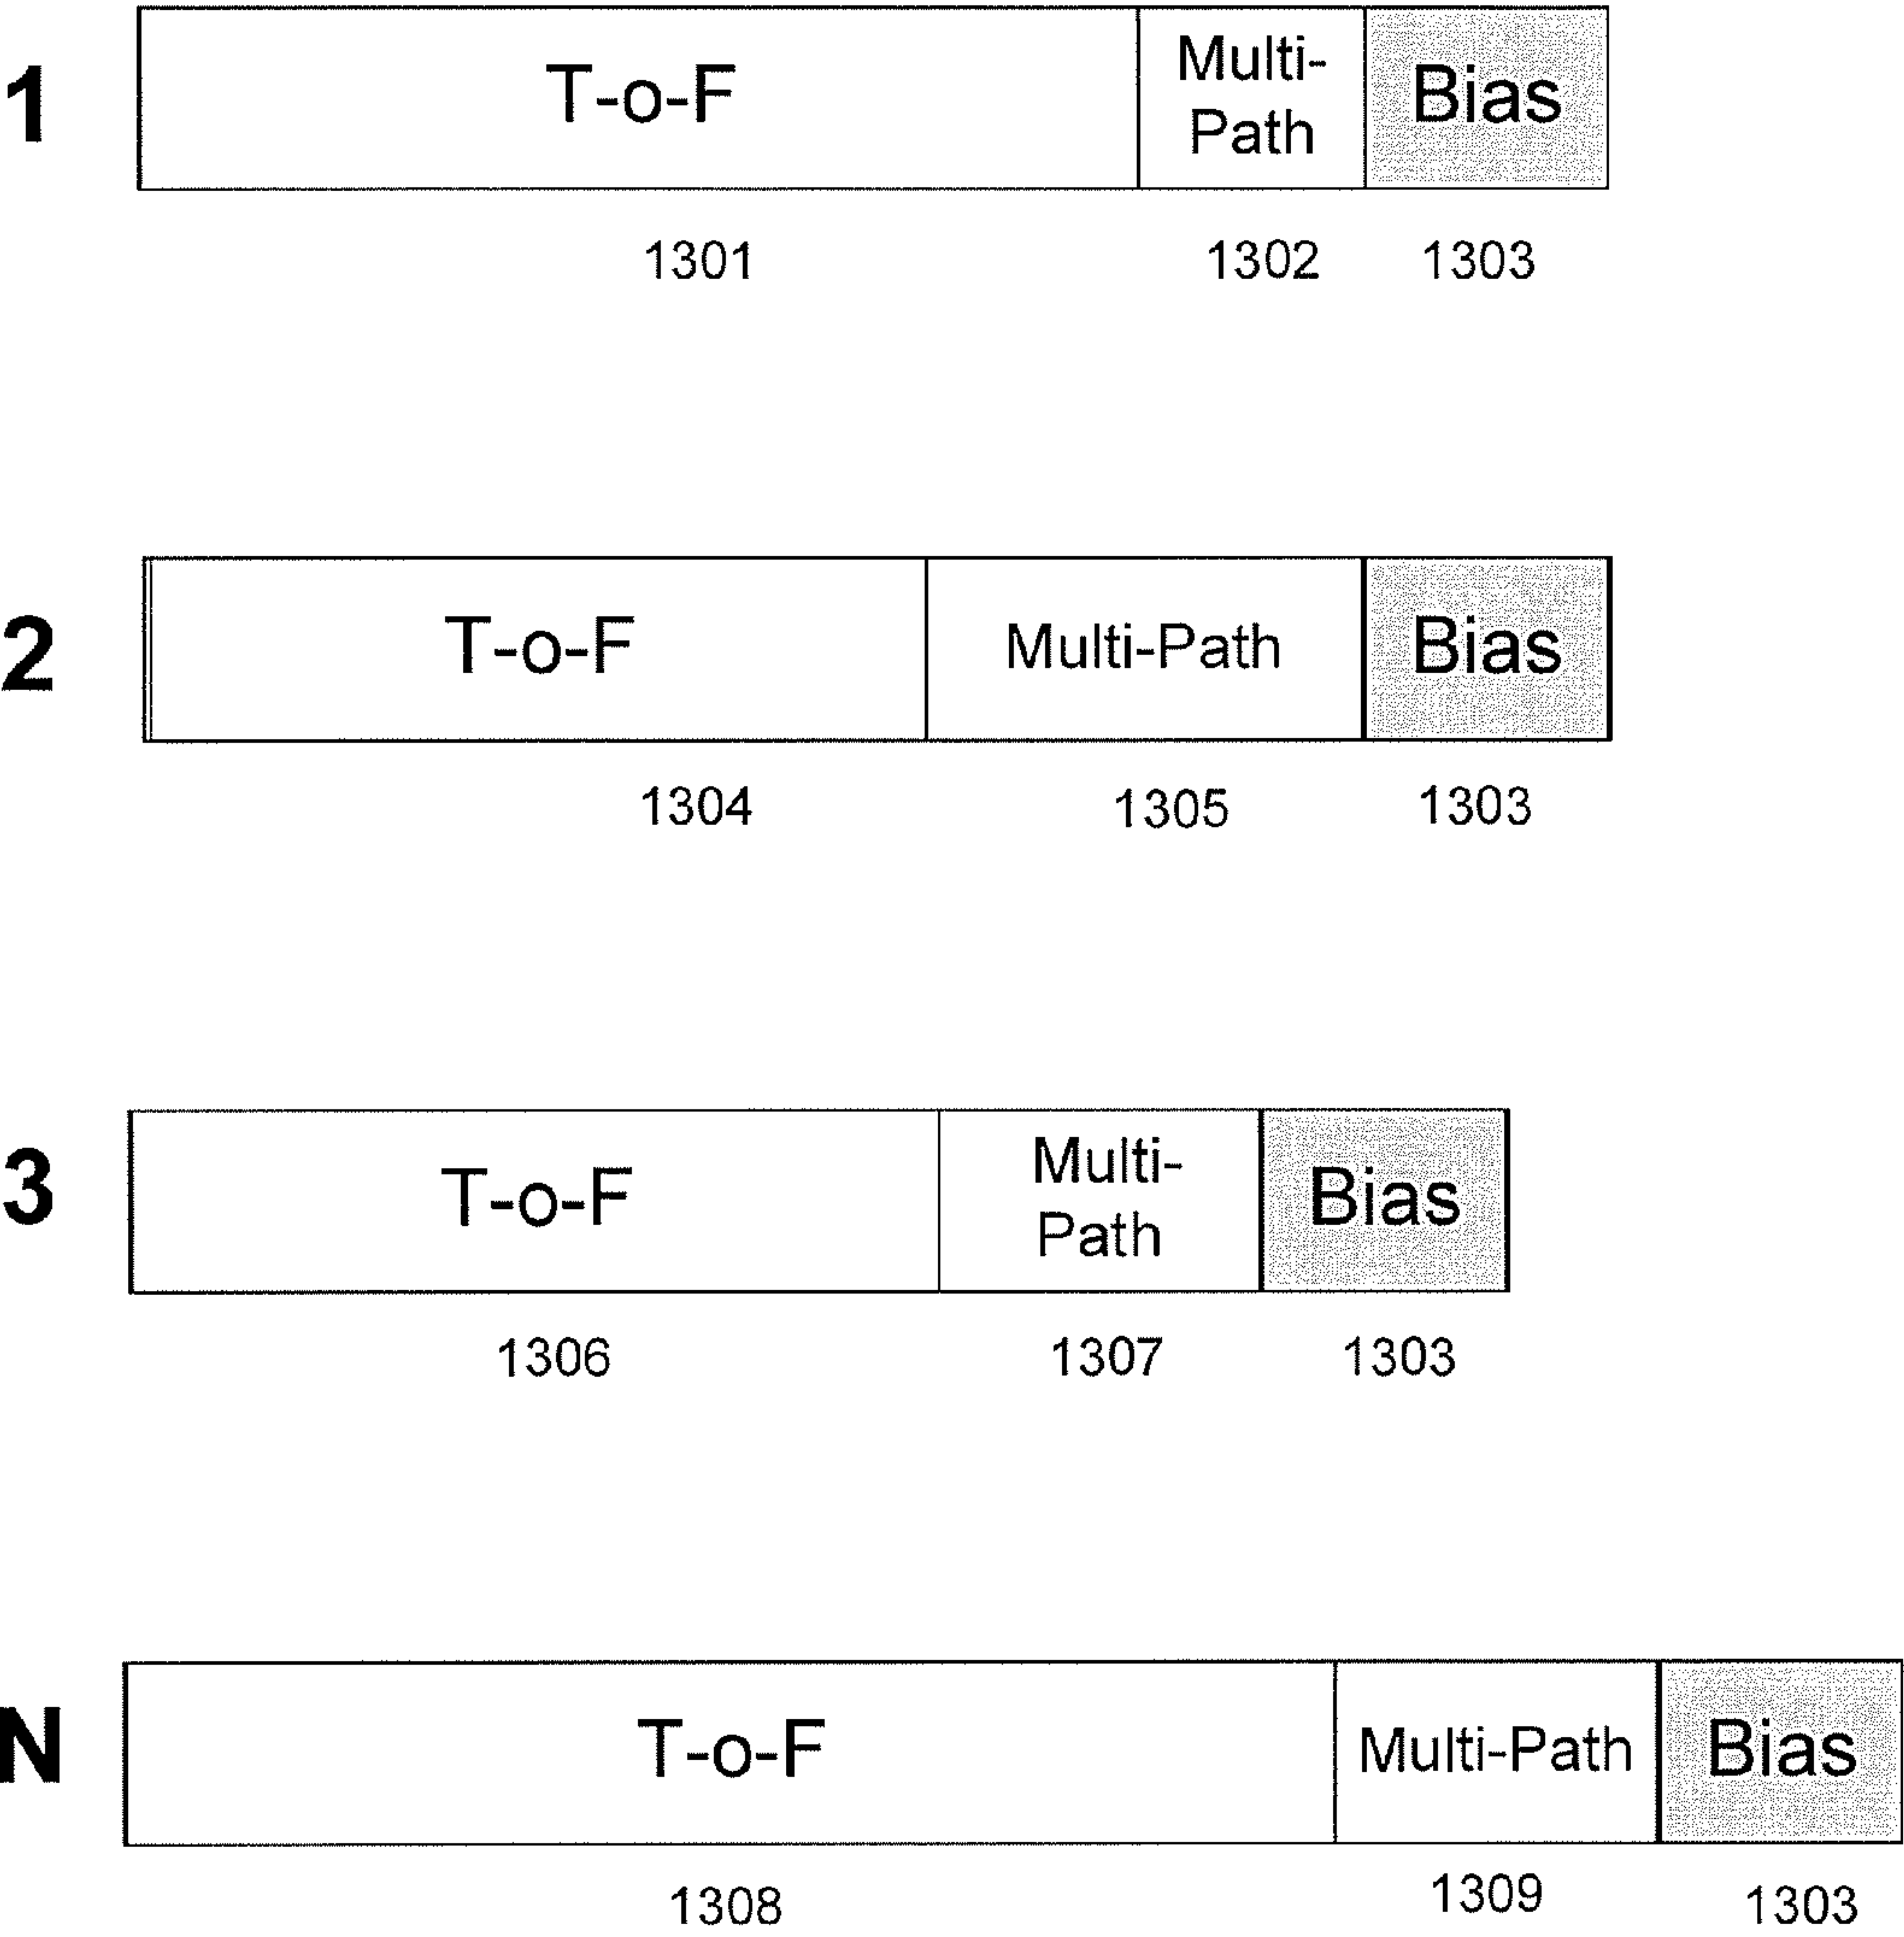 1
T-o-F
Multi-
Path
Bias
1301
1302
1303
2
T-o-F
Multi-Path
Bias
1304
1305
1303
3
T-o-F
Multi-
Path
Bias
1306
1307
1303
N
T-o-F
Multi-Path
Bias
1308
1309
1303